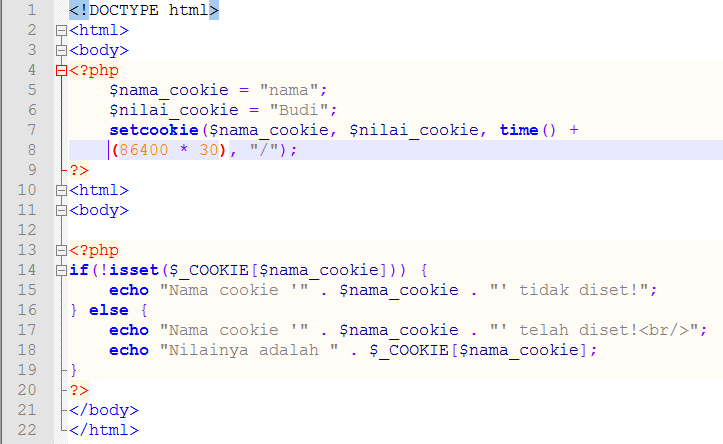 1 <!DOCTYPE html>
2 <html>
3 <body>
4 <?php
5     $nama_cookie = "nama";
6     $nilai_cookie = "Budi";
7     setcookie($nama_cookie, $nilai_cookie, time() +
8     (86400 * 30), "/");
9 ?>
10 <html>
11 <body>
12
13 <?php
14 if(!isset($_COOKIE[$nama_cookie])) {
15     echo "Nama cookie '" . $nama_cookie . "' tidak diset!";
16 } else {
17     echo "Nama cookie '" . $nama_cookie . "' telah diset!<br/>";
18     echo "Nilainya adalah " . $_COOKIE[$nama_cookie];
19 }
20 ?>
21 </body>
22 </html>